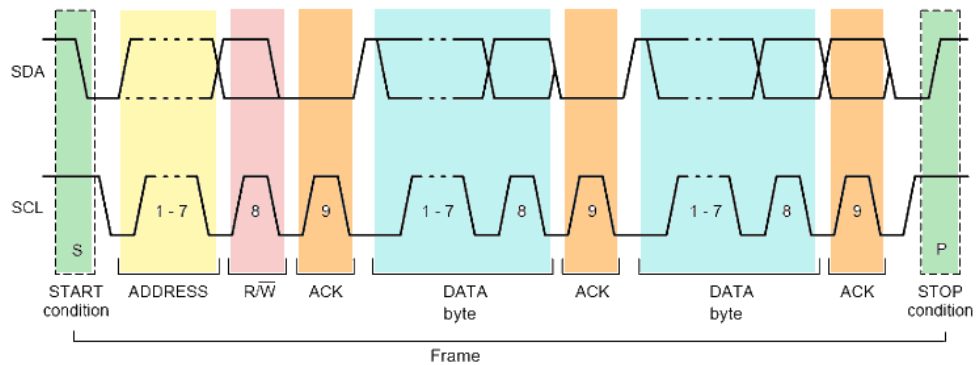 SDA
SCL
1 - 7
8
9
1 - 7
8
9
1 - 7
8
9
S
P
START
condition
ADDRESS
R/W̅
ACK
DATA
byte
ACK
DATA
byte
ACK
STOP
condition
Frame